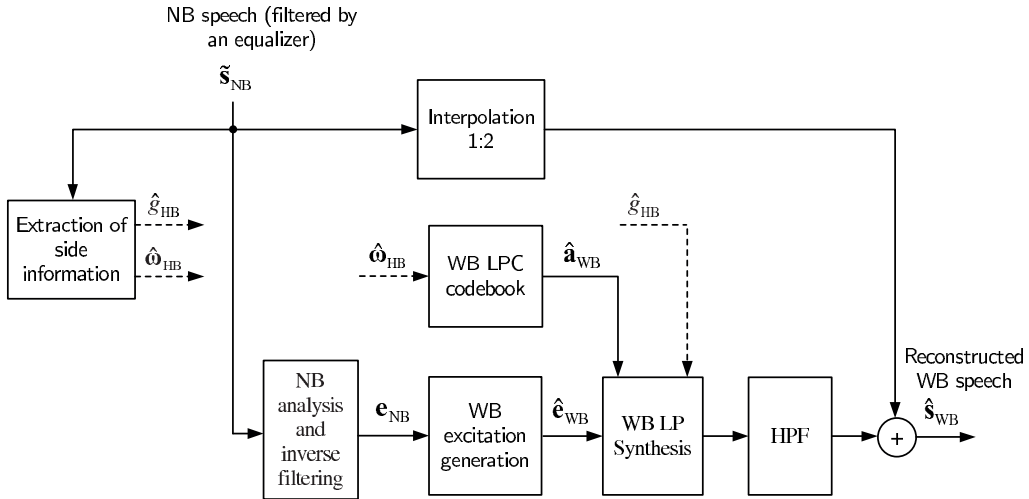 NB speech (filtered by
an equalizer)
s̃NB
Interpolation
1:2
Extraction of
side
information
ĝHB
ω̂HB
ĝHB
ω̂HB
WB LPC
codebook
âWB
NB
analysis
and
inverse
filtering
eNB
WB
excitation
generation
êWB
WB LP
Synthesis
HPF
+
Reconstructed
WB speech
ŝWB